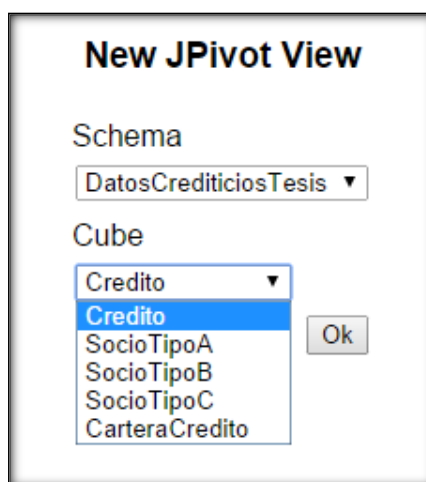 New JPivot View
Schema
DatosCrediticiosTesis
Cube
Credito
Credito
SocioTipoA
Ok
SocioTipoB
SocioTipoC
CarteraCredito